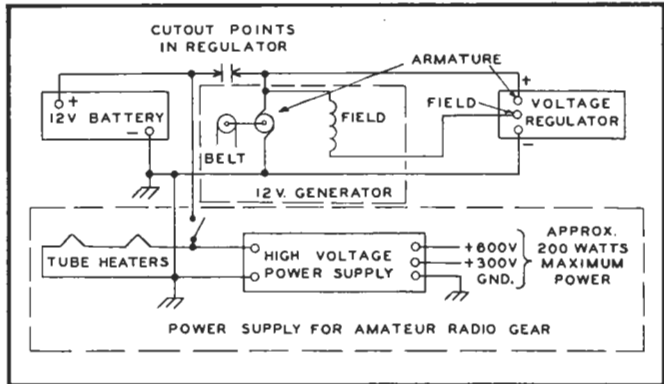 CUTOUT POINTS
IN REGULATOR
ARMATURE
+
12V BATTERY
−
FIELD
BELT
12 V. GENERATOR
FIELD
+
VOLTAGE
REGULATOR
−
TUBE HEATERS
HIGH VOLTAGE
POWER SUPPLY
+600V
+300V
GND.
APPROX.
200 WATTS
MAXIMUM
POWER
POWER SUPPLY FOR AMATEUR RADIO GEAR